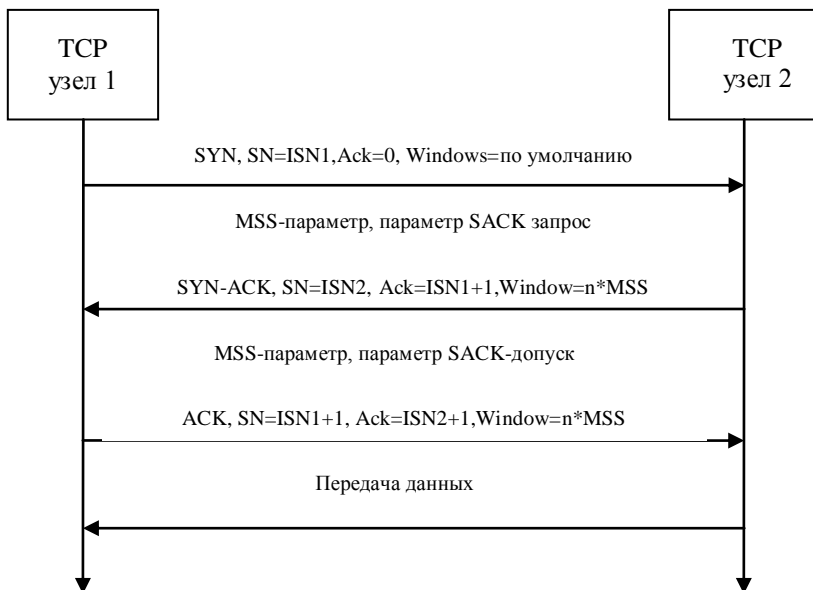 TCP
узел 1
TCP
узел 2
SYN, SN=ISN1,Ack=0, Windows=по умолчанию
MSS-параметр, параметр SACK запрос
SYN-ACK, SN=ISN2, Ack=ISN1+1,Window=n*MSS
MSS-параметр, параметр SACK-допуск
ACK, SN=ISN1+1, Ack=ISN2+1,Window=n*MSS
Передача данных